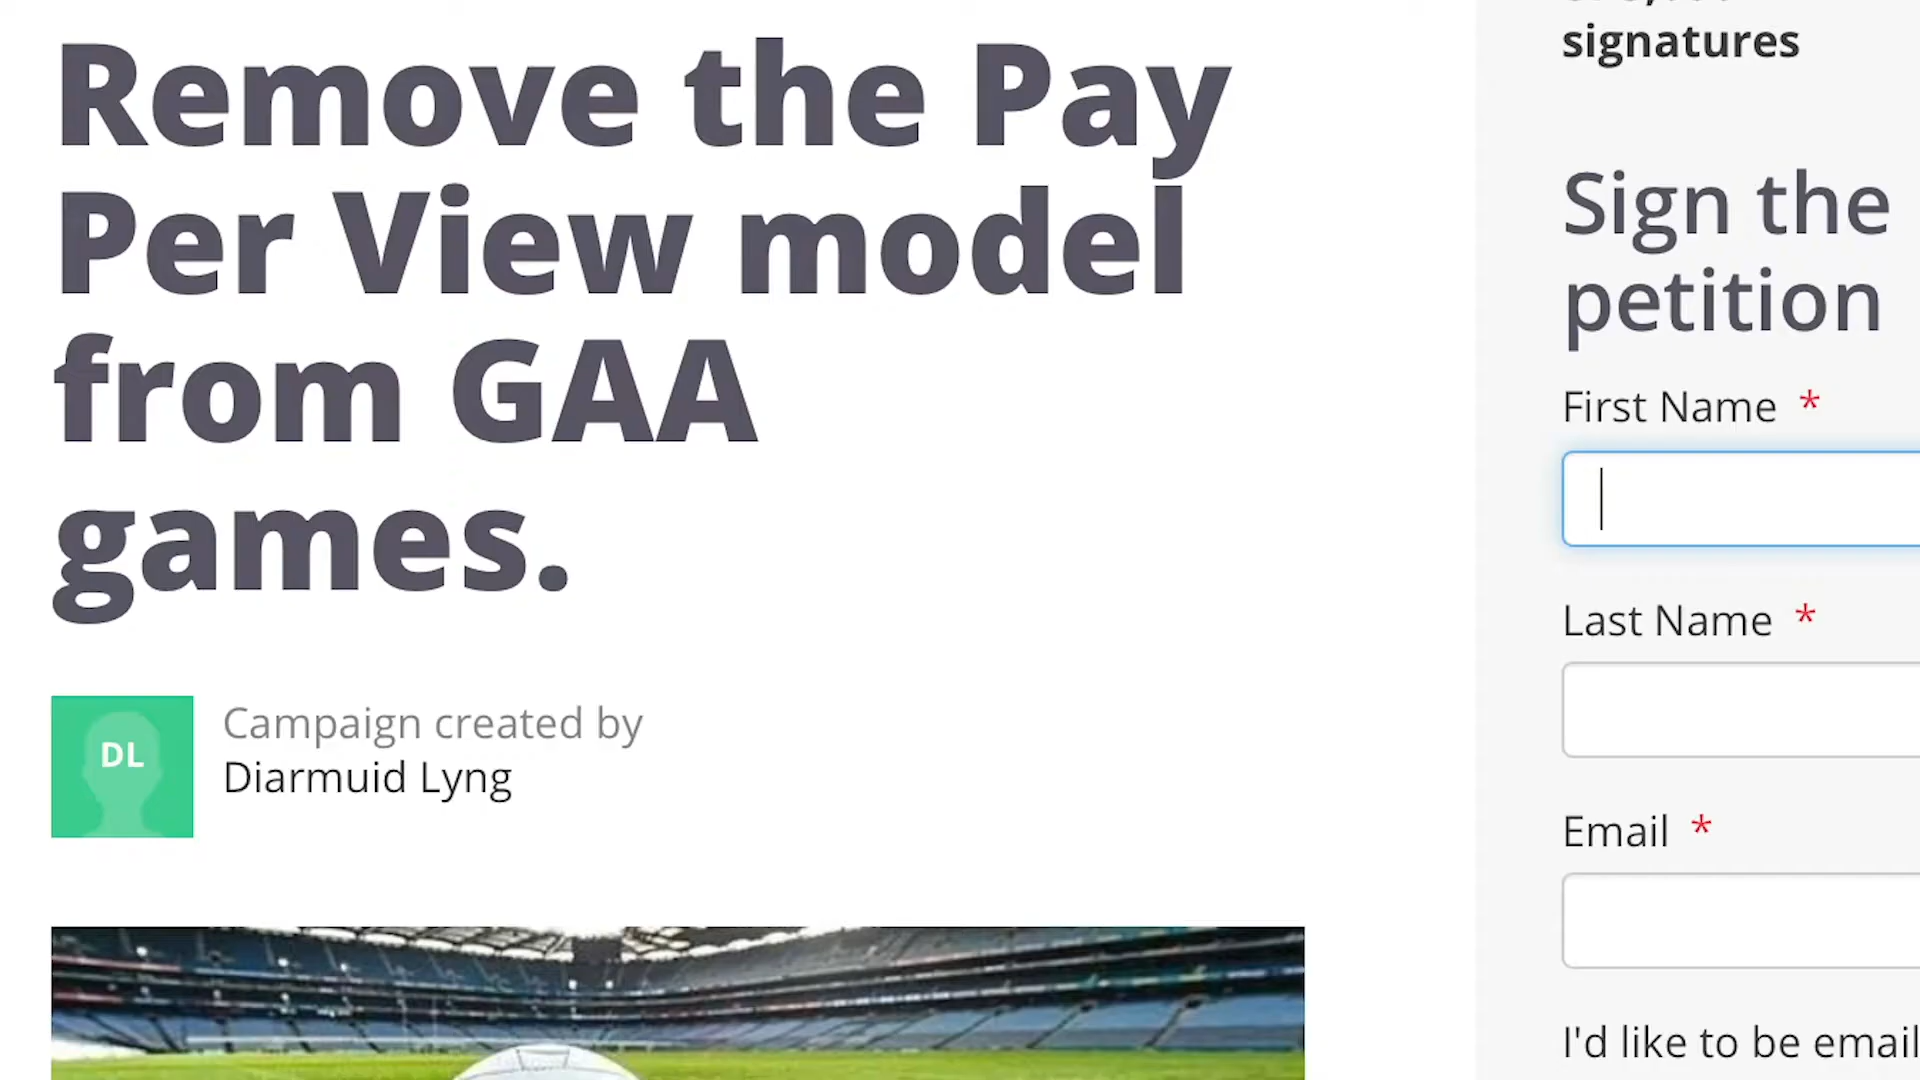 Remove the Pay
Per View model
from GAA
games.
DL
Campaign created by
Diarmuid Lyng
signatures
Sign the
petition
First Name *
Last Name *
Email *
I'd like to be email